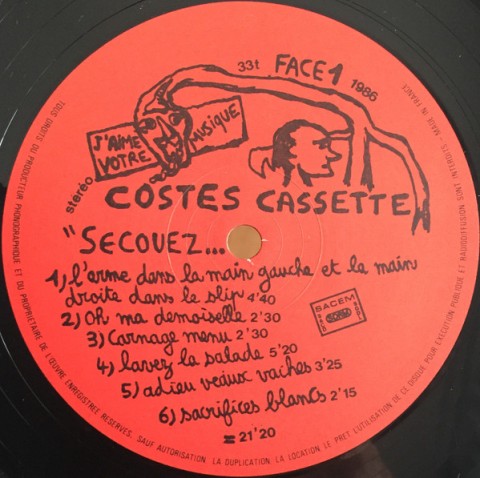 33t FACE 1 1986
J'AIME
VOTRE
MUSIQUE
stéréo
COSTES CASSETTE
"SECOUEZ...
1) l'arme dans la main gauche et la main
droite dans le slip 4'40
2) Oh ma demoiselle 2'30
3) Carnage menu 2'30
4) lavez la salade 5'20
5) adieu veaux vaches 3'25
6) sacrifices blancs 2'15
= 21'20
SACEM
TOUS DROITS DU PRODUCTEUR PHONOGRAPHIQUE ET DU PROPRIETAIRE DE L'ŒUVRE ENREGISTREE RESERVES. SAUF AUTORISATION. LA DUPLICATION. LA LOCATION. LE PRET. L'UTILISATION DE CE DISQUE POUR EXECUTION PUBLIQUE ET RADIODIFFUSION SONT INTERDITS - MADE IN FRANCE